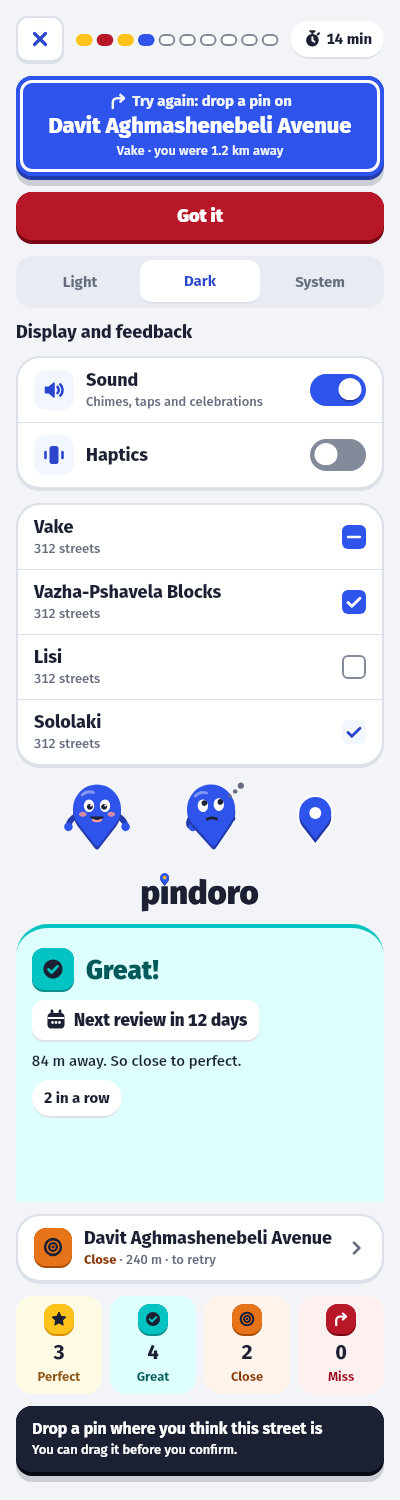 14 min
Try again: drop a pin on
Davit Aghmashenebeli Avenue
Vake · you were 1.2 km away
Got it
Light
Dark
System
Display and feedback
Sound
Chimes, taps and celebrations
Haptics
Vake
312 streets
Vazha-Pshavela Blocks
312 streets
Lisi
312 streets
Sololaki
312 streets
pindoro
Great!
Next review in 12 days
84 m away. So close to perfect.
2 in a row
Davit Aghmashenebeli Avenue
Close · 240 m · to retry
3
Perfect
4
Great
2
Close
0
Miss
Drop a pin where you think this street is
You can drag it before you confirm.